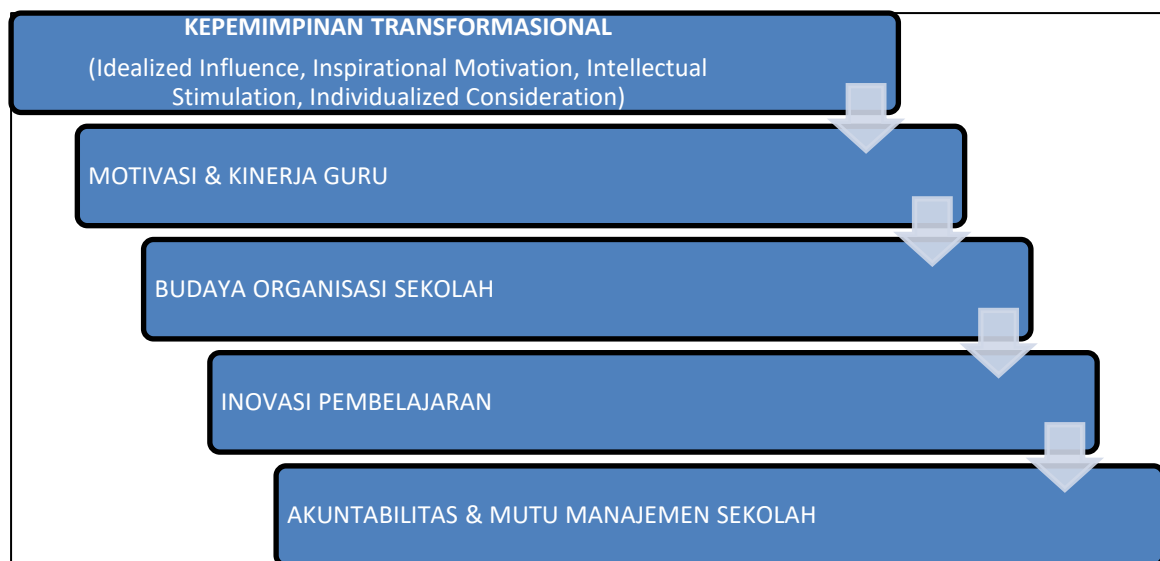 KEPEMIMPINAN TRANSFORMASIONAL
(Idealized Influence, Inspirational Motivation, Intellectual
Stimulation, Individualized Consideration)
MOTIVASI & KINERJA GURU
BUDAYA ORGANISASI SEKOLAH
INOVASI PEMBELAJARAN
AKUNTABILITAS & MUTU MANAJEMEN SEKOLAH